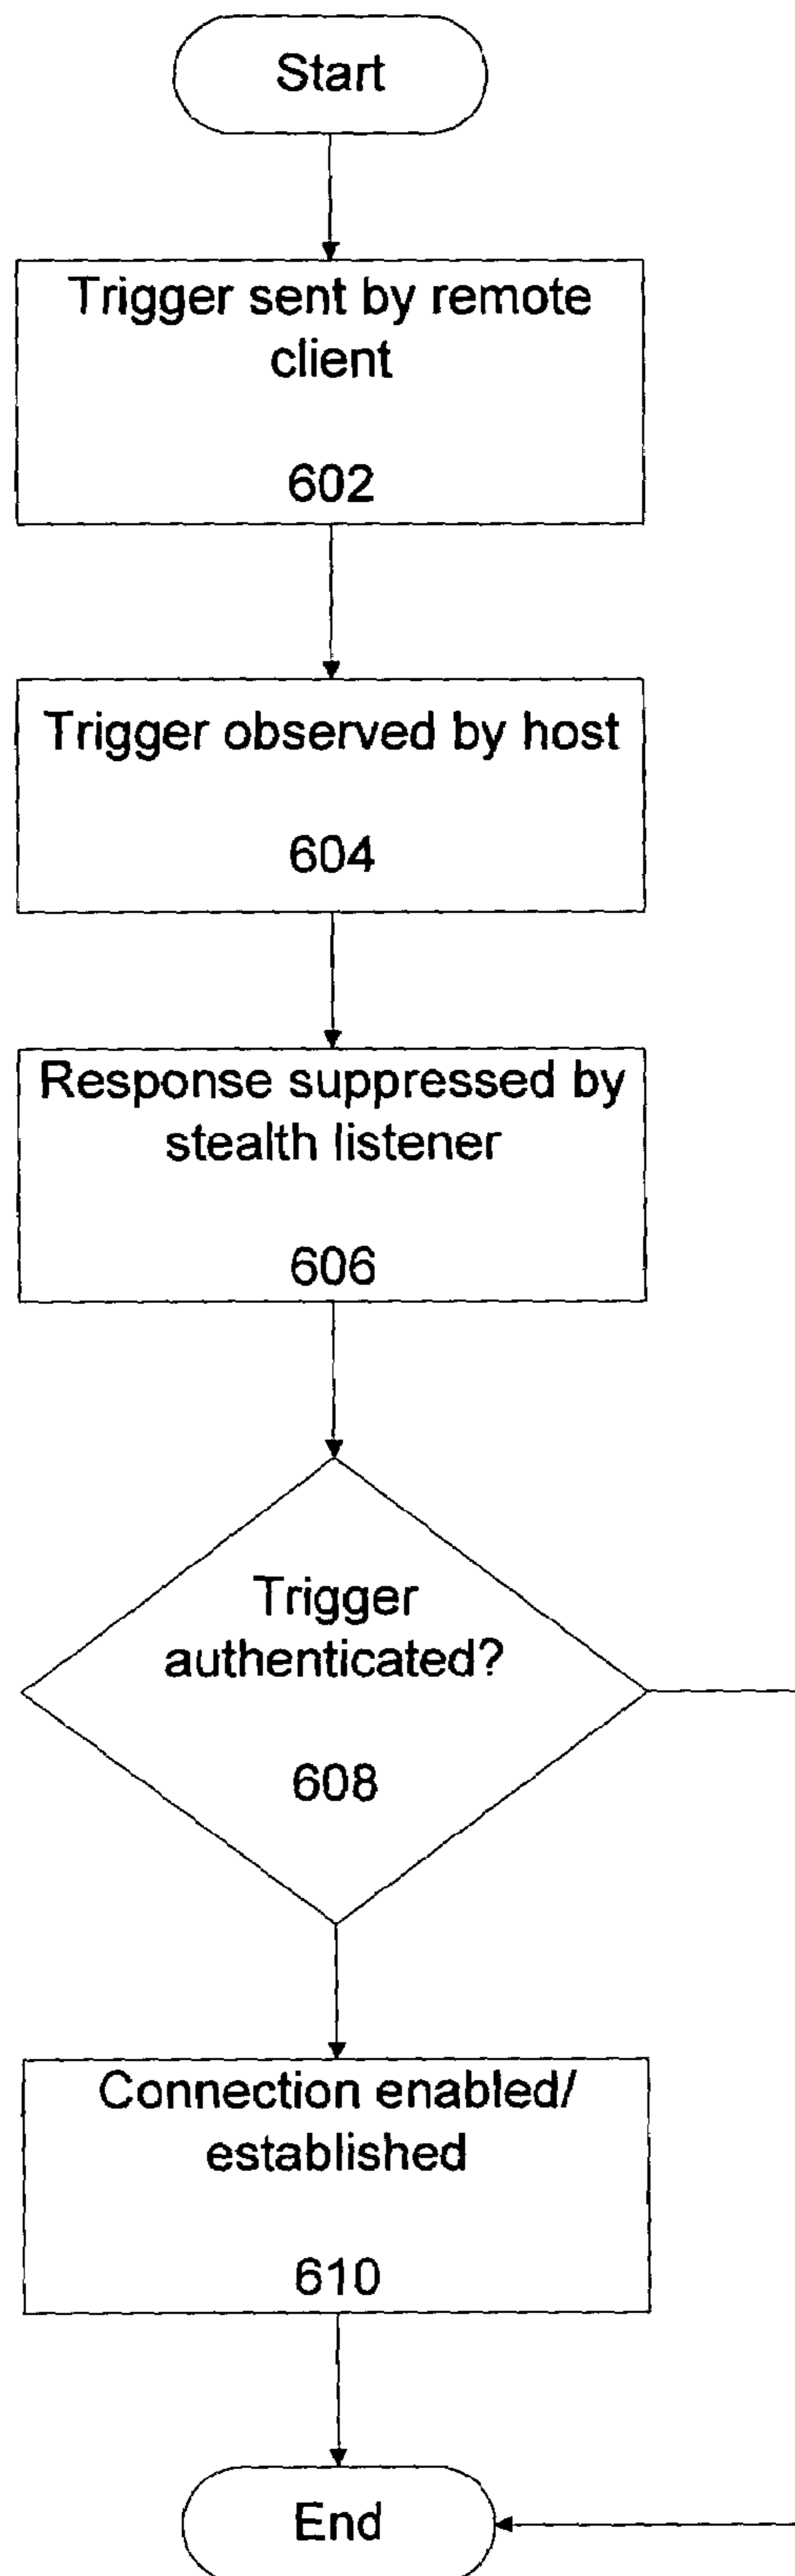 Start
Trigger sent by remote
client
602
Trigger observed by host
604
Response suppressed by
stealth listener
606
Trigger
authenticated?
608
Connection enabled/
established
610
End